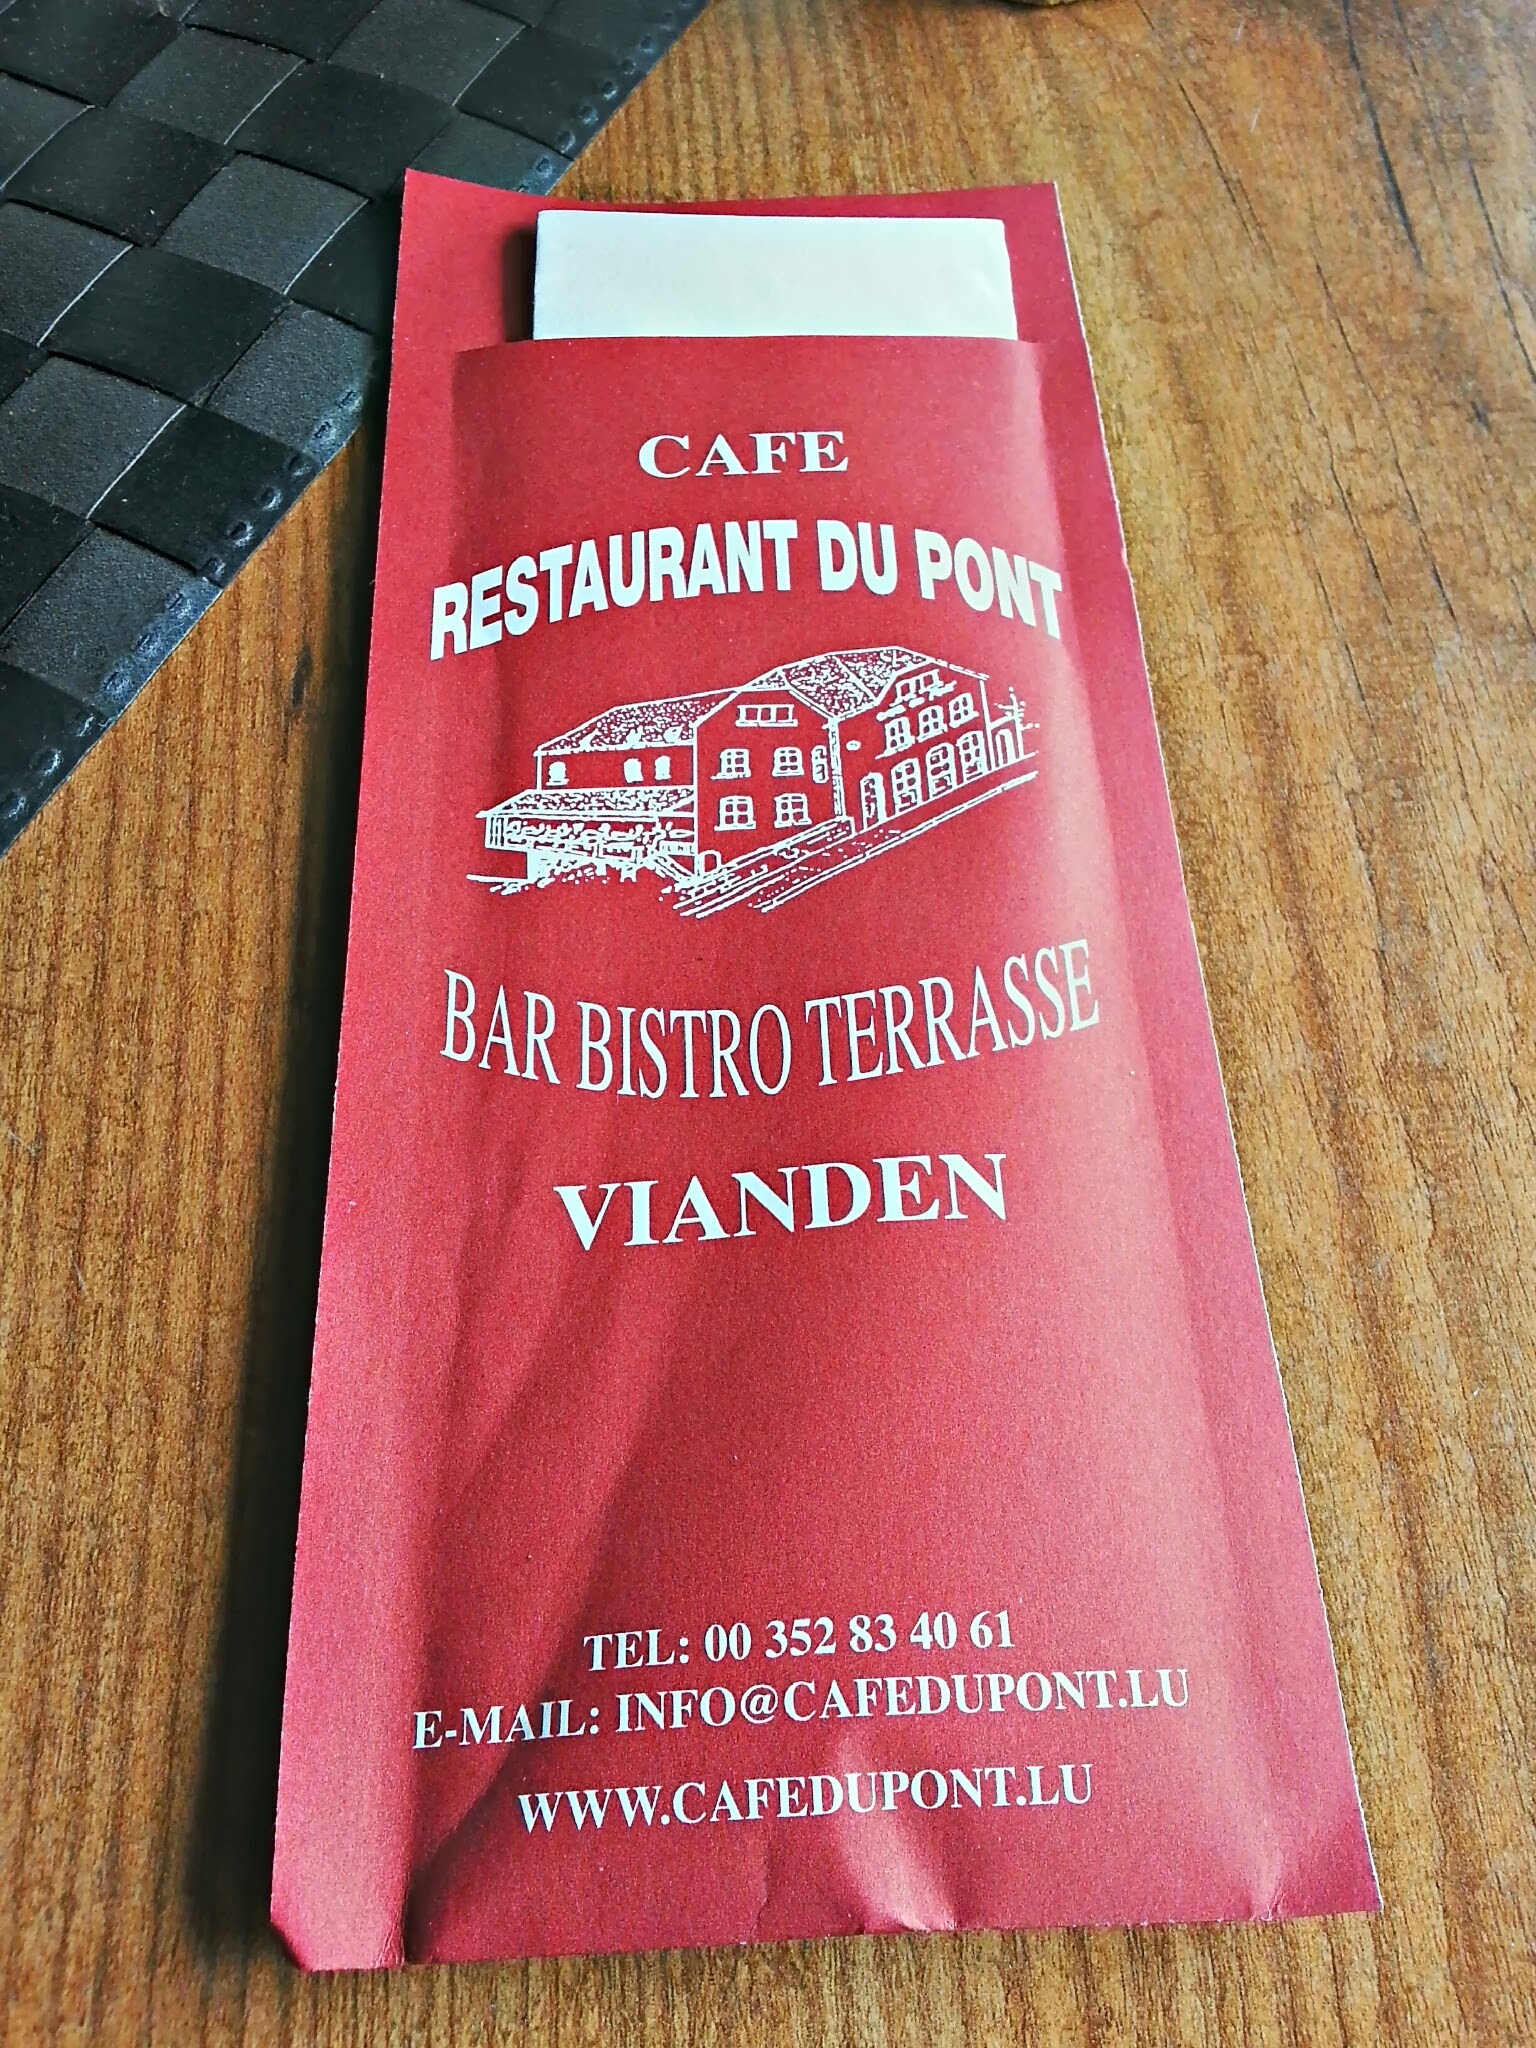 CAFE
RESTAURANT DU PONT
BAR BISTRO TERRASSE
VIANDEN
TEL: 00 352 83 40 61
E-MAIL: INFO@CAFEDUPONT.LU
WWW.CAFEDUPONT.LU